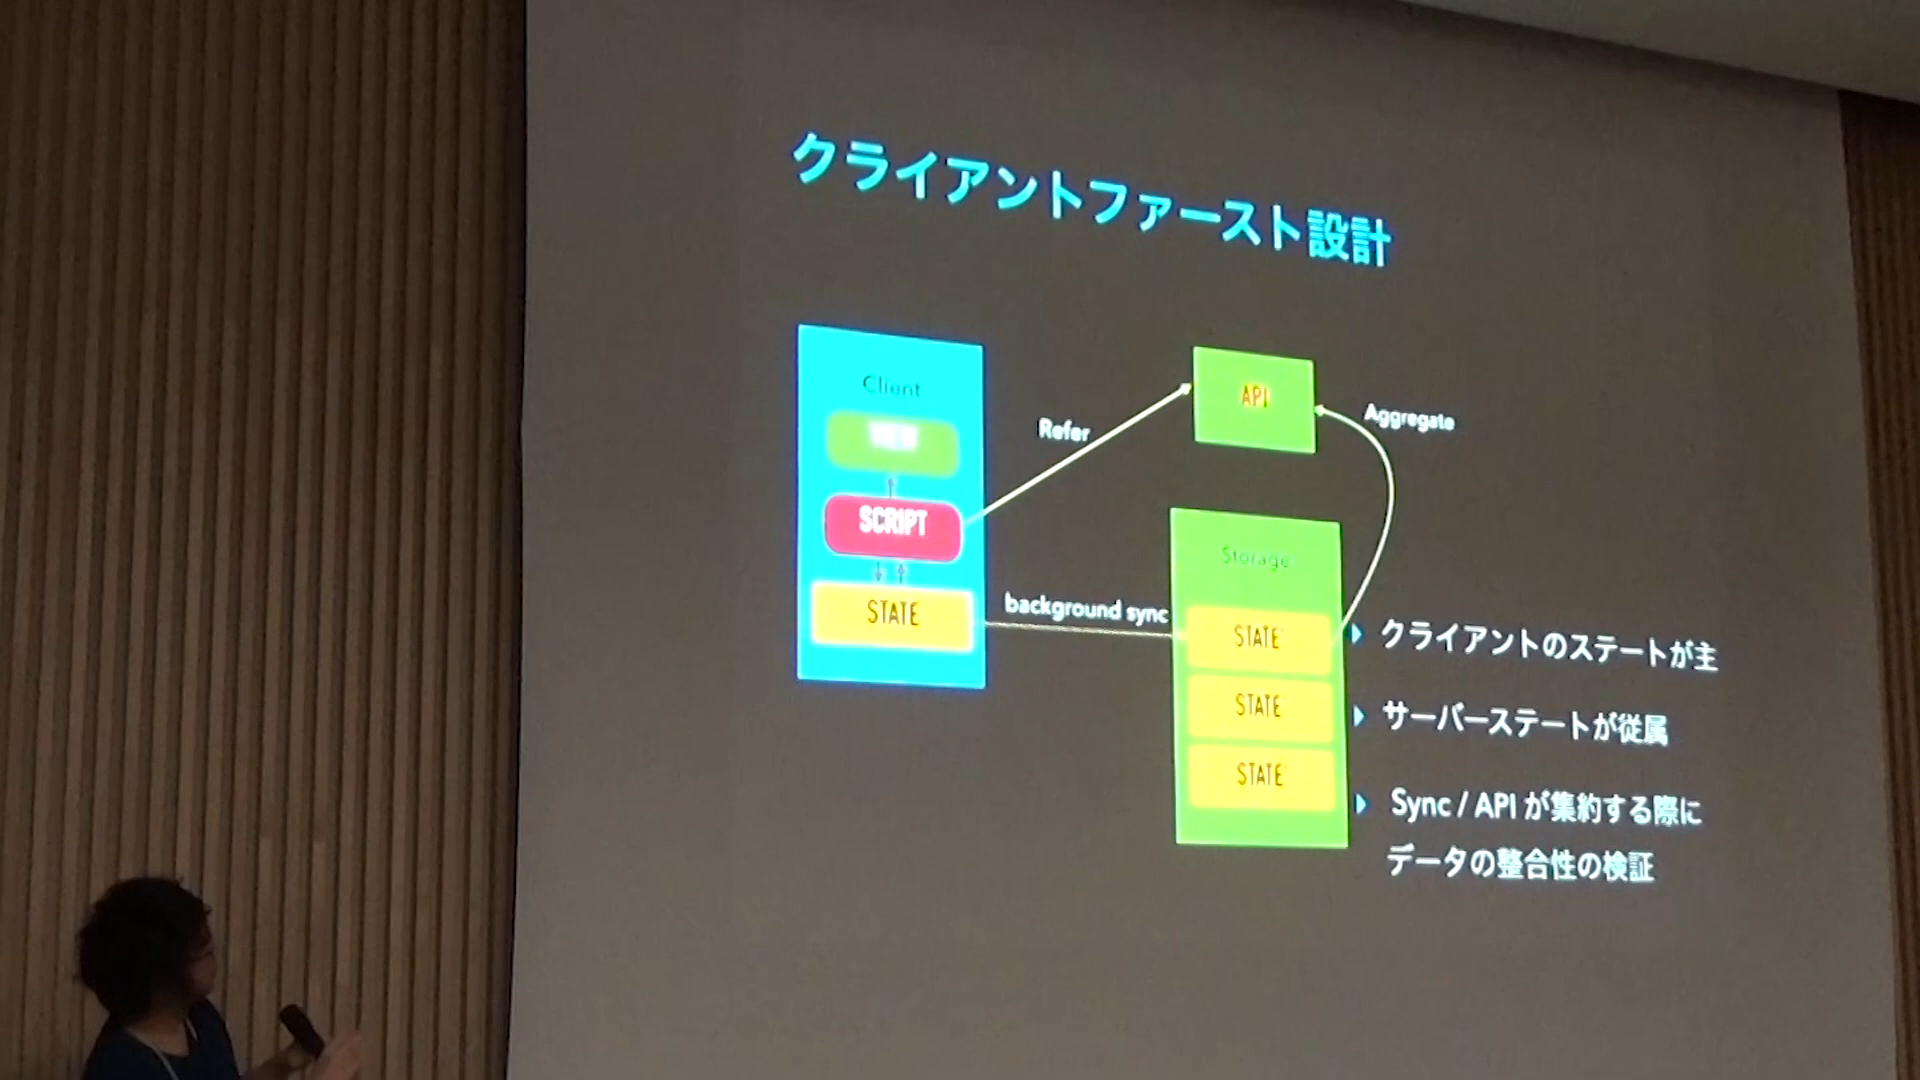 クライアントファースト設計
Client
VIEW
SCRIPT
STATE
Refer
API
Aggregate
background sync
Storage
STATE
STATE
STATE
クライアントのステートが主
サーバーステートが従属
Sync / API が集約する際に
データの整合性の検証